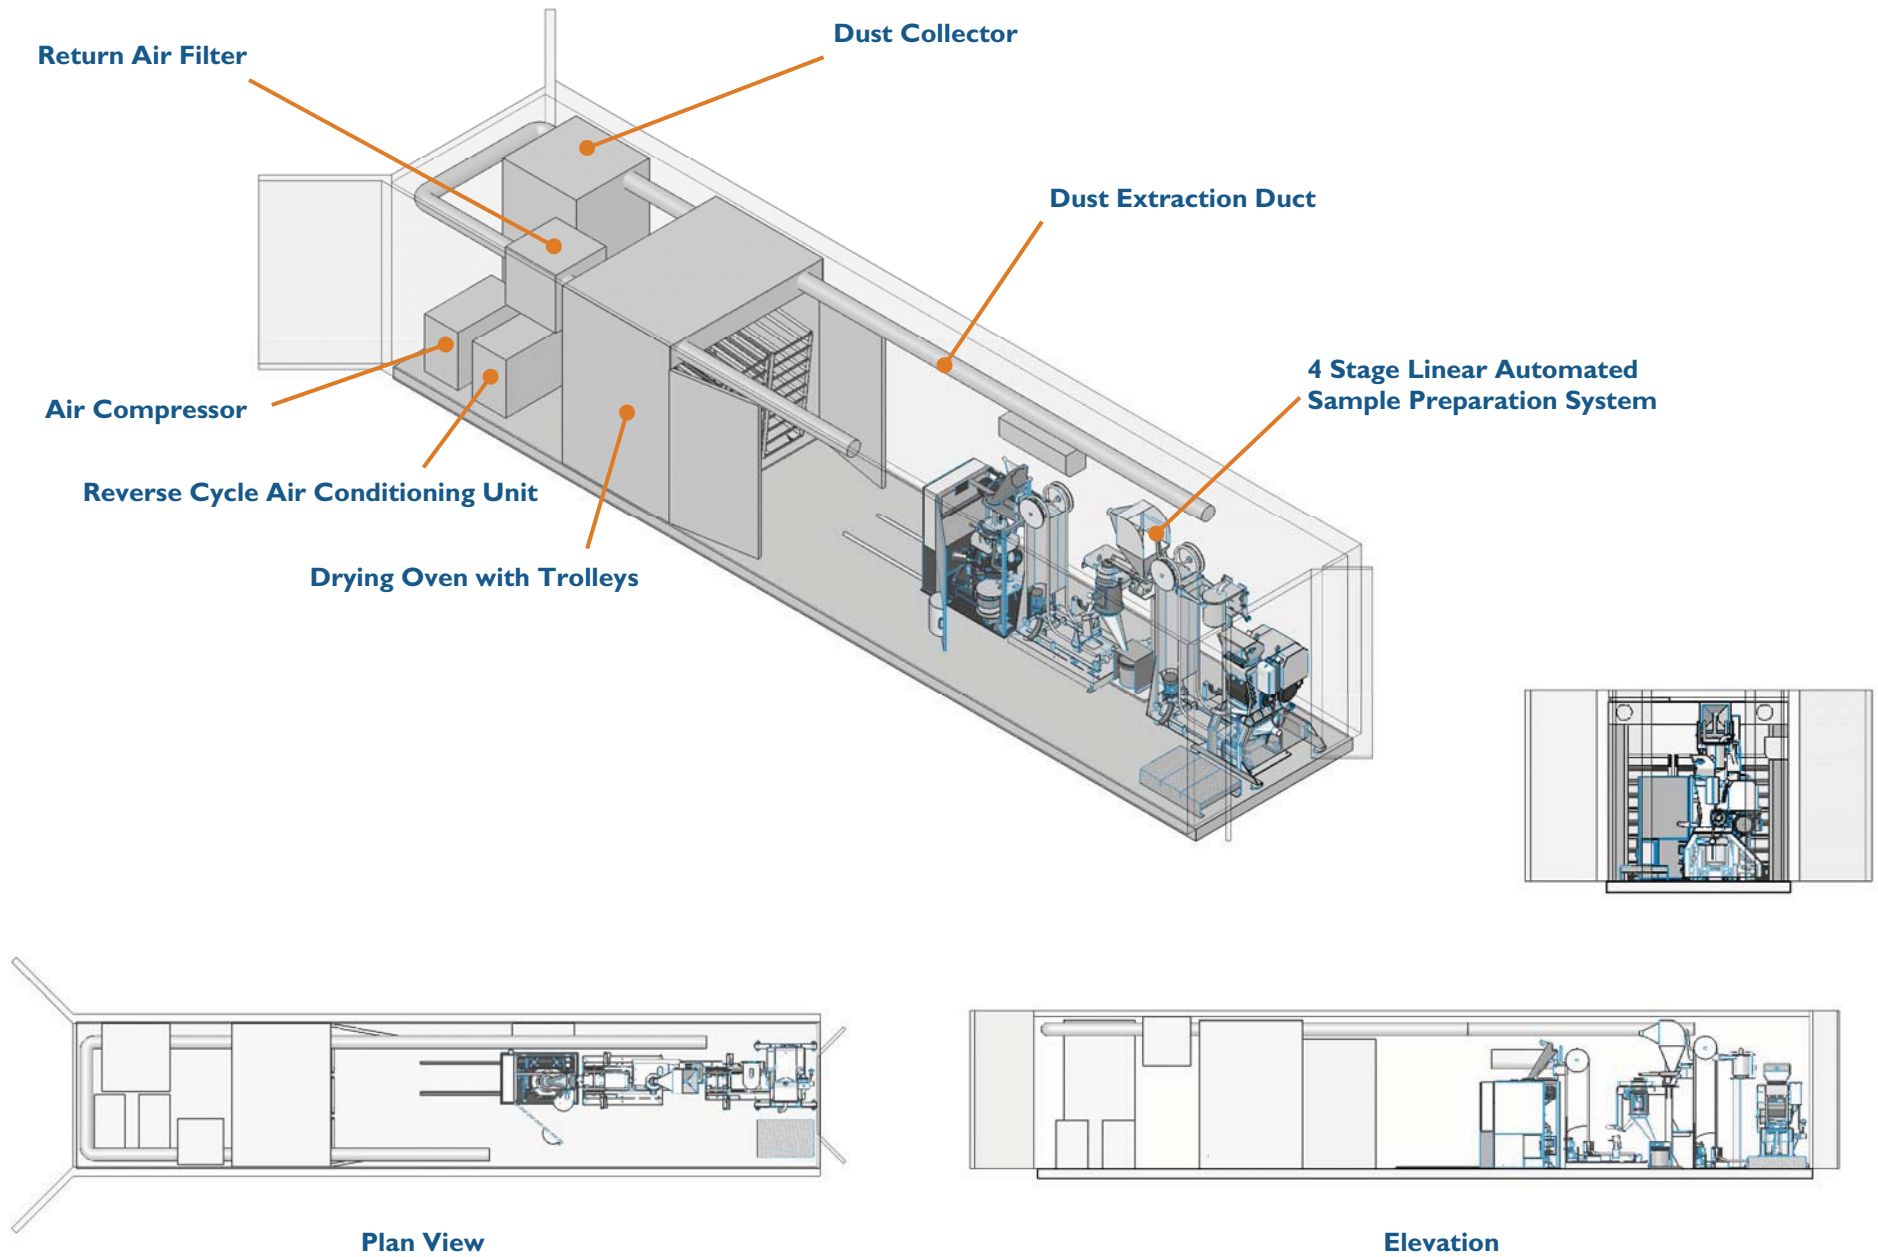 Dust Collector
Return Air Filter
Dust Extraction Duct
4 Stage Linear Automated
Sample Preparation System
Air Compressor
Reverse Cycle Air Conditioning Unit
Drying Oven with Trolleys
Plan View
Elevation